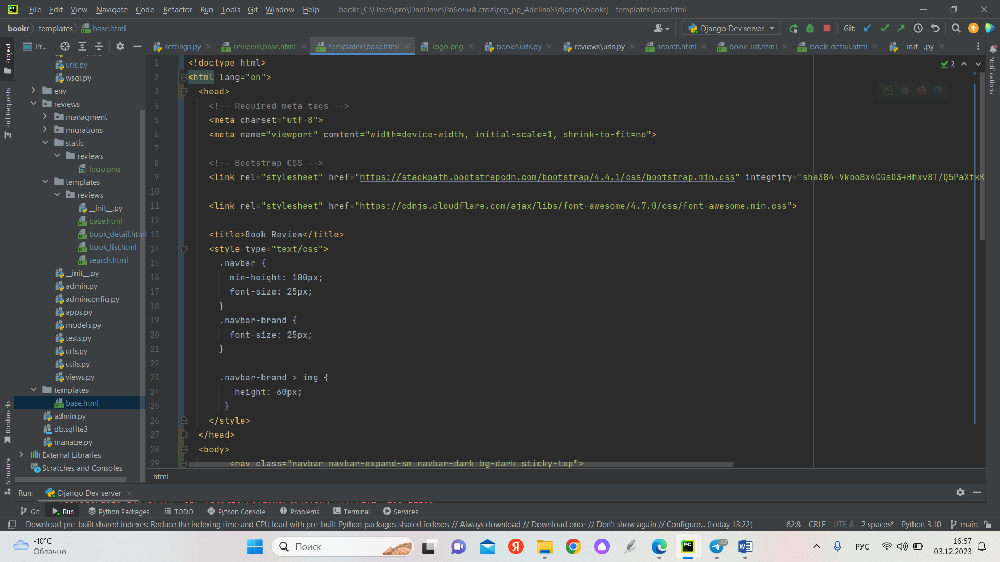 File Edit View Navigate Code Refactor Run Tools Git Window Help bookr [C:\Users\pro\OneDrive\Рабочий стол\rep_pp_AdelinaS\django\bookr] - templates\base.html
bookr templates base.html Django Dev server Git:
Pr... settings.py reviews\base.html templates\base.html logo.png bookr\urls.py reviews\urls.py search.html book_list.html book_detail.html __init__.py
Project
Pull Requests
Bookmarks
Structure
Notifications
urls.py
wsgi.py
env
reviews
managment
migrations
static
reviews
logo.png
templates
reviews
__init__.py
base.html
book_detail.html
book_list.html
search.html
__init__.py
admin.py
adminconfig.py
apps.py
models.py
tests.py
urls.py
utils.py
views.py
templates
base.html
admin.py
db.sqlite3
manage.py
External Libraries
Scratches and Consoles
3
1 <!doctype html>
2 <html lang="en">
3 <head>
4 <!-- Required meta tags -->
5 <meta charset="utf-8">
6 <meta name="viewport" content="width=device-width, initial-scale=1, shrink-to-fit=no">
7
8 <!-- Bootstrap CSS -->
9 <link rel="stylesheet" href="https://stackpath.bootstrapcdn.com/bootstrap/4.4.1/css/bootstrap.min.css" integrity="sha384-Vkoo8x4CGsO3+Hhxv8T/Q5PaXtkK
10
11 <link rel="stylesheet" href="https://cdnjs.cloudflare.com/ajax/libs/font-awesome/4.7.0/css/font-awesome.min.css">
12
13 <title>Book Review</title>
14 <style type="text/css">
15 .navbar {
16 min-height: 100px;
17 font-size: 25px;
18 }
19 .navbar-brand {
20 font-size: 25px;
21 }
22
23 .navbar-brand > img {
24 height: 60px;
25 }
26 </style>
27 </head>
28 <body>
29 <nav class="navbar navbar-expand-sm navbar-dark bg-dark sticky-top">
html
Run: Django Dev server
Git Run Python Packages TODO Python Console Problems Terminal Services
Download pre-built shared indexes: Reduce the indexing time and CPU load with pre-built Python packages shared indexes // Always download // Download once // Don't show again // Configure... (today 13:22) 62:8 CRLF UTF-8 2 spaces* Python 3.10 main
-10°C
Облачно
Поиск
52
РУС
16:57
03.12.2023